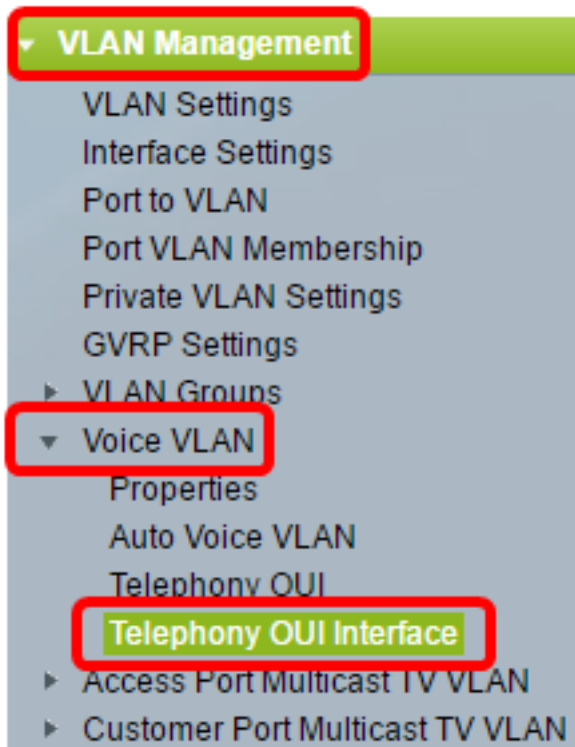 VLAN Management
VLAN Settings
Interface Settings
Port to VLAN
Port VLAN Membership
Private VLAN Settings
GVRP Settings
VLAN Groups
Voice VLAN
Properties
Auto Voice VLAN
Telephony OUI
Telephony OUI Interface
Access Port Multicast TV VLAN
Customer Port Multicast TV VLAN